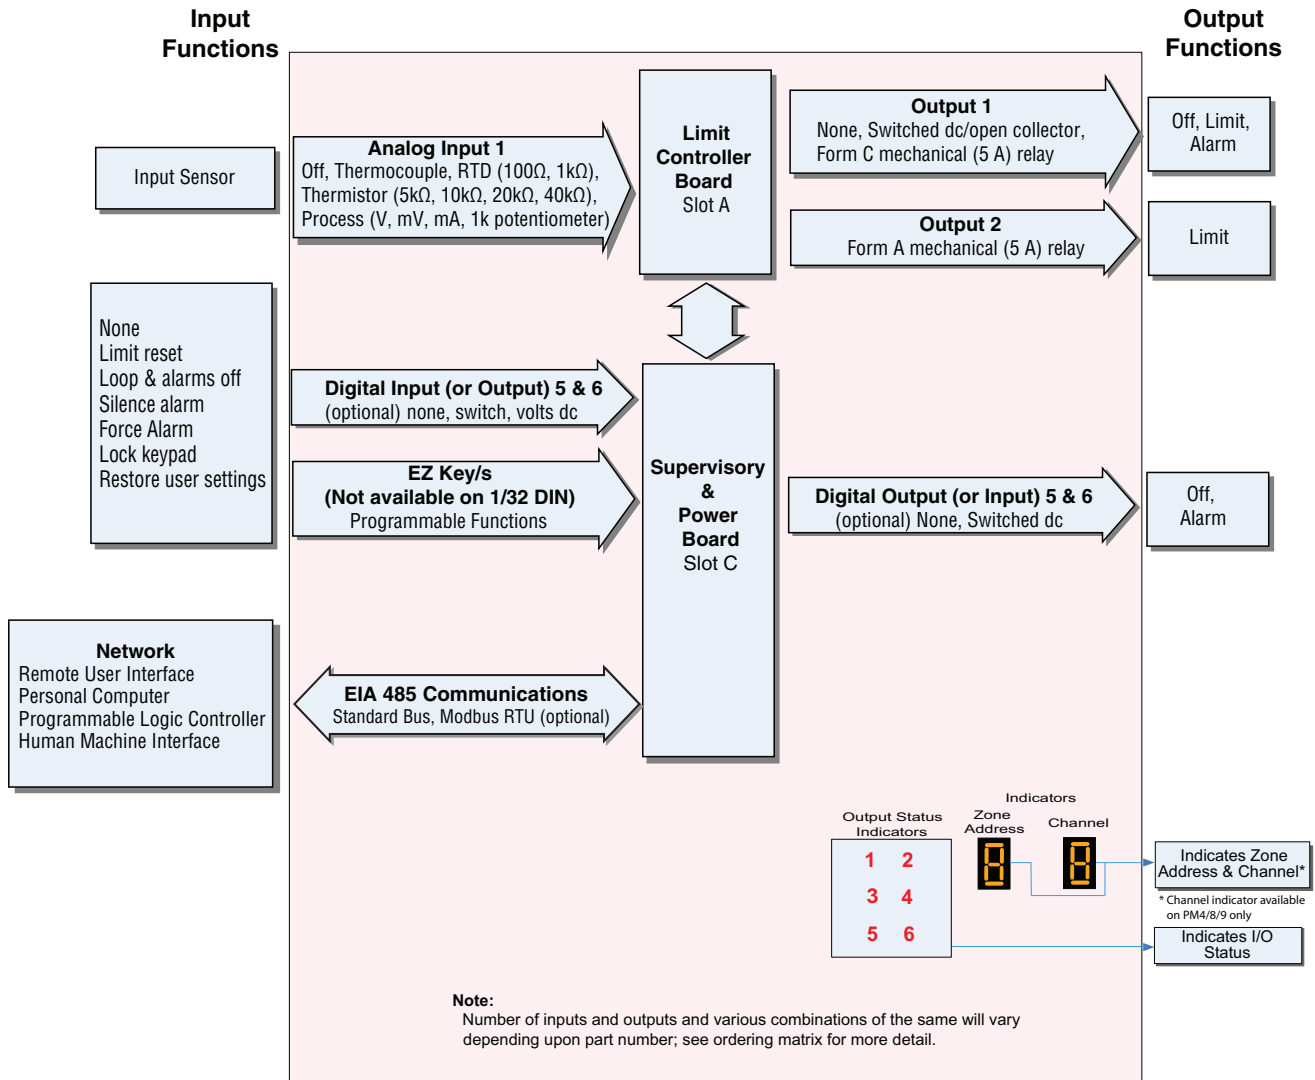 Input
Functions
Output
Functions
Input Sensor
Analog Input 1
Off, Thermocouple, RTD (100Ω, 1kΩ),
Thermistor (5kΩ, 10kΩ, 20kΩ, 40kΩ),
Process (V, mV, mA, 1k potentiometer)
Limit
Controller
Board
Slot A
Output 1
None, Switched dc/open collector,
Form C mechanical (5 A) relay
Off, Limit,
Alarm
Output 2
Form A mechanical (5 A) relay
Limit
None
Limit reset
Loop & alarms off
Silence alarm
Force Alarm
Lock keypad
Restore user settings
Digital Input (or Output) 5 & 6
(optional) none, switch, volts dc
EZ Key/s
(Not available on 1/32 DIN)
Programmable Functions
Supervisory
&
Power
Board
Slot C
Digital Output (or Input) 5 & 6
(optional) None, Switched dc
Off,
Alarm
Network
Remote User Interface
Personal Computer
Programmable Logic Controller
Human Machine Interface
EIA 485 Communications
Standard Bus, Modbus RTU (optional)
Indicators
Output Status
Indicators
Zone
Address
Channel
1 2
3 4
5 6
8
8
Indicates Zone
Address & Channel*
* Channel indicator available
on PM4/8/9 only
Indicates I/O
Status
Note:
Number of inputs and outputs and various combinations of the same will vary
depending upon part number; see ordering matrix for more detail.